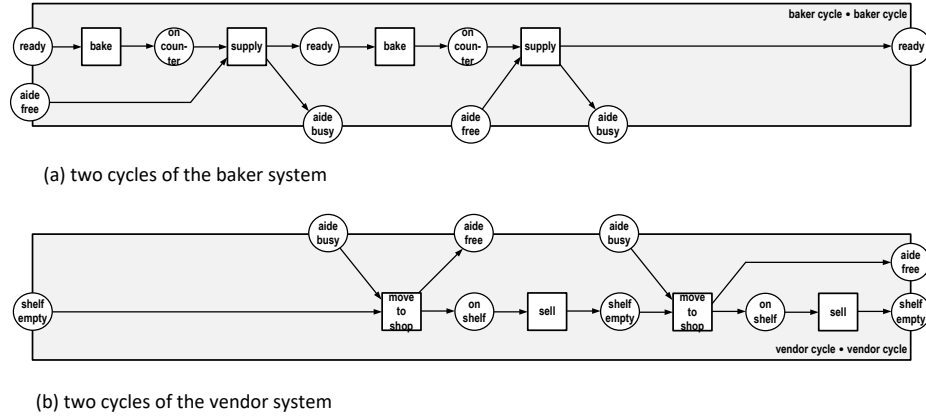 baker cycle • baker cycle
ready
bake
on
coun-
ter
supply
ready
bake
on
coun-
ter
supply
ready
aide
free
aide
busy
aide
free
aide
busy
(a) two cycles of the baker system
aide
busy
aide
free
aide
busy
aide
free
shelf
empty
move
to
shop
on
shelf
sell
shelf
empty
move
to
shop
on
shelf
sell
shelf
empty
vendor cycle • vendor cycle
(b) two cycles of the vendor system